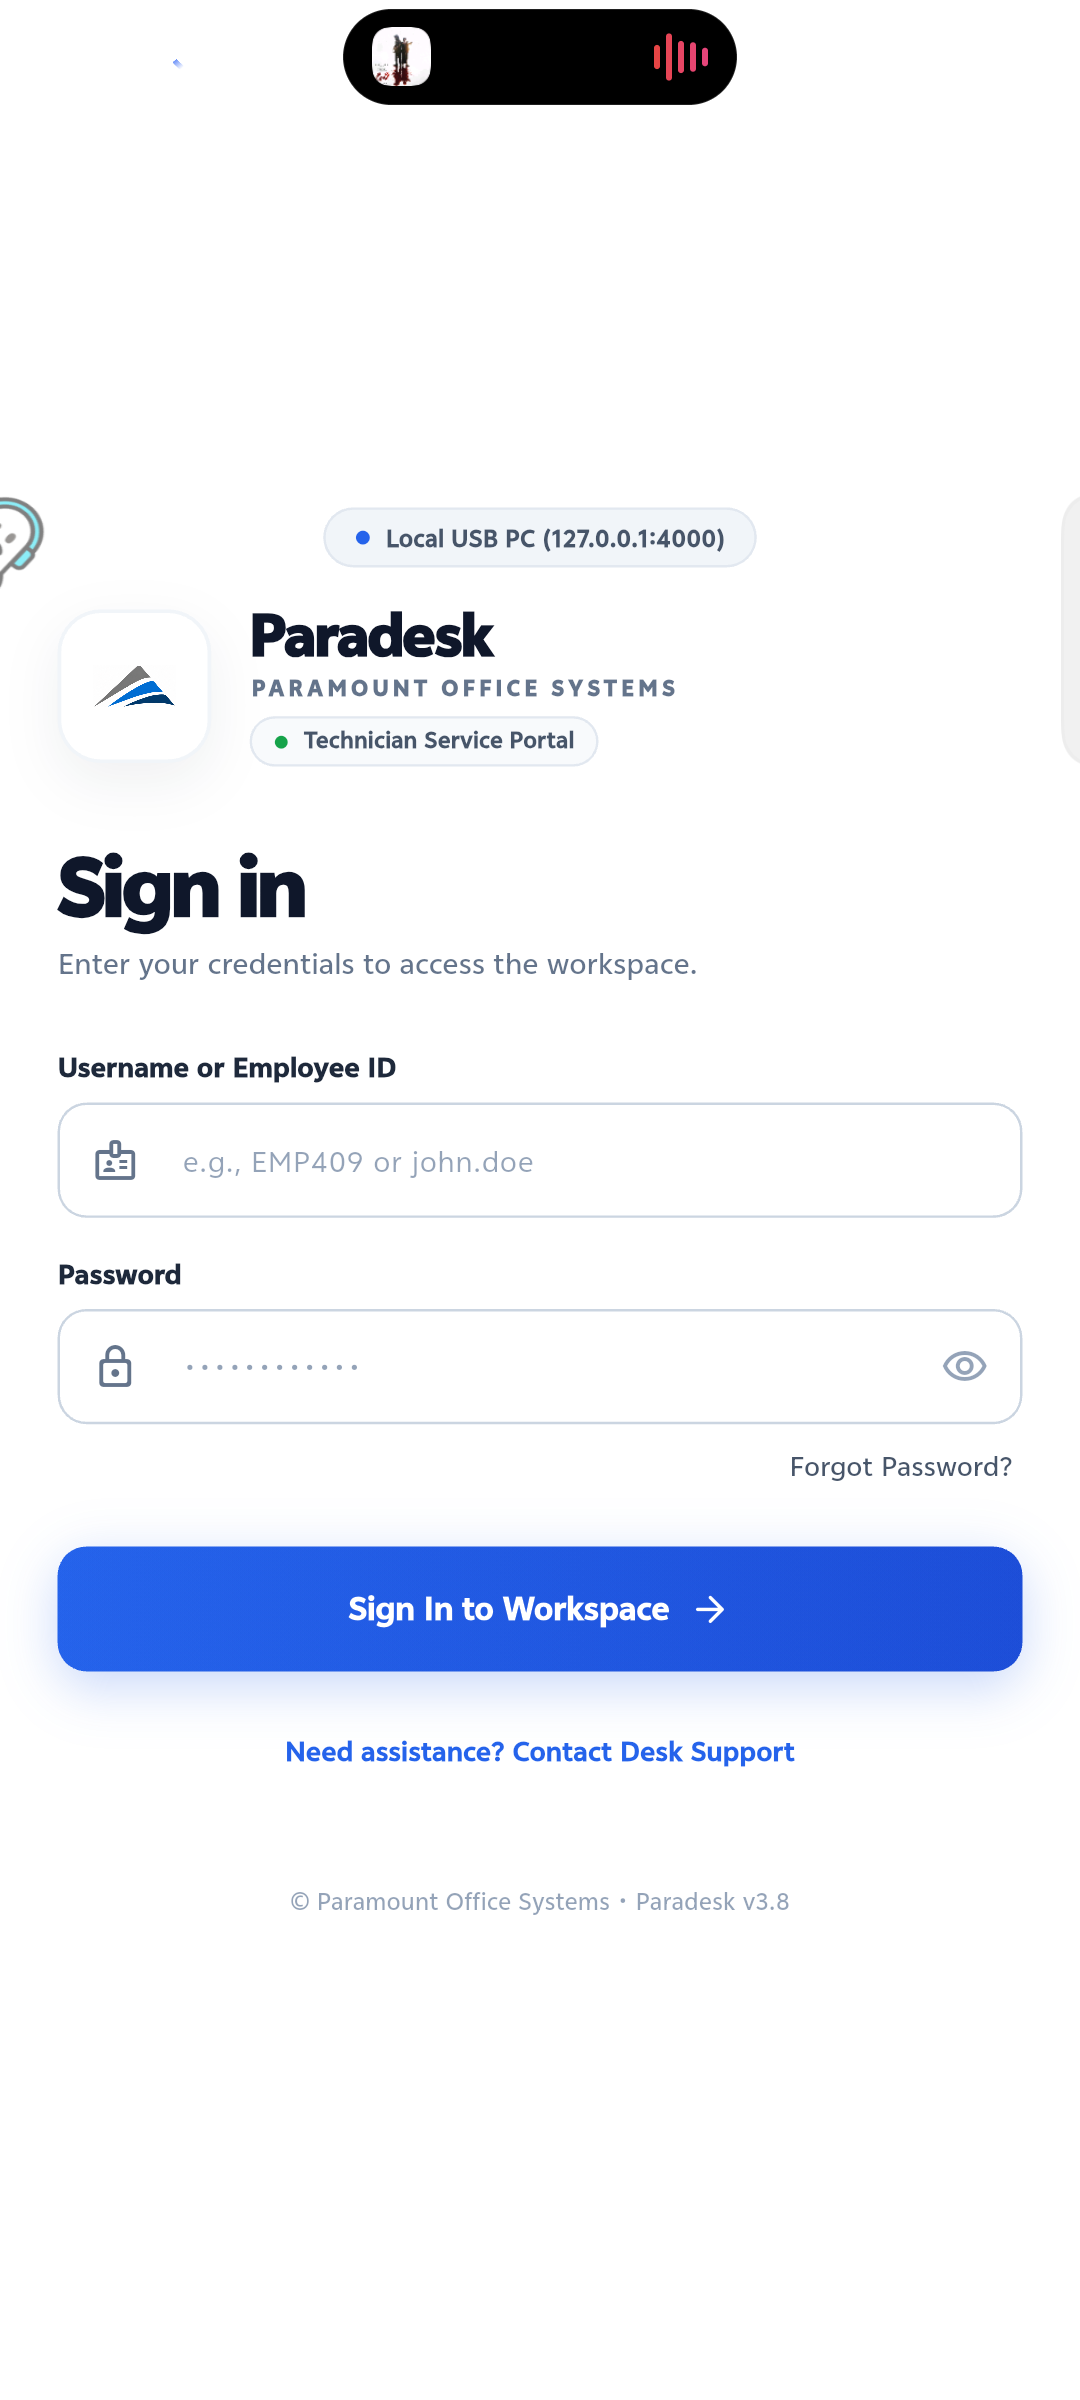 Local USB PC (127.0.0.1:4000)
Paradesk
PARAMOUNT OFFICE SYSTEMS
Technician Service Portal
Sign in
Enter your credentials to access the workspace.
Username or Employee ID
e.g., EMP409 or john.doe
Password
Forgot Password?
Sign In to Workspace
Need assistance? Contact Desk Support
© Paramount Office Systems • Paradesk v3.8